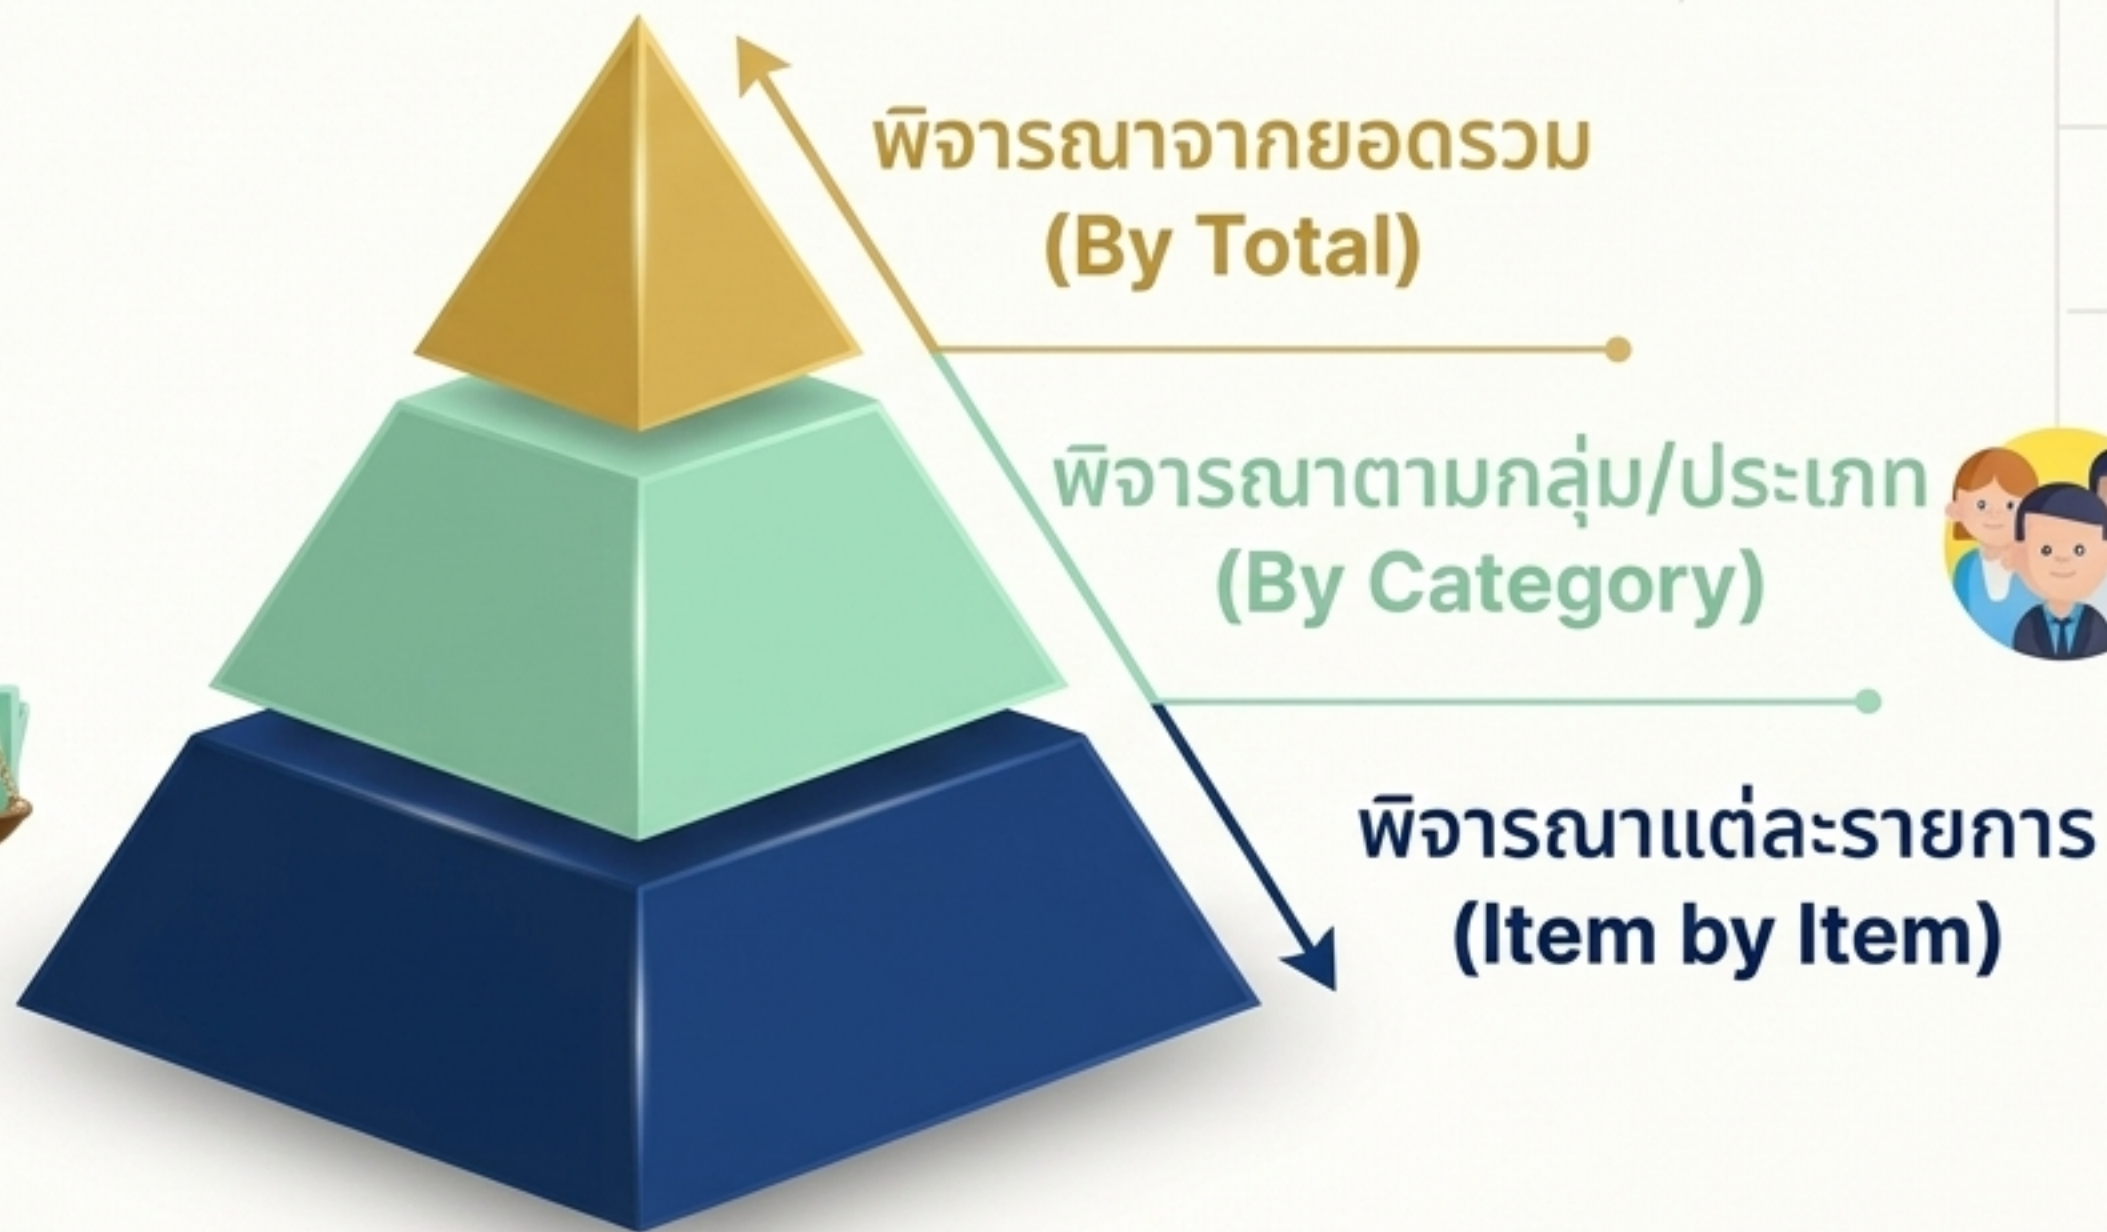 พิจารณาจากยอดรวม
(By Total)
พิจารณาตามกลุ่ม/ประเภท
(By Category)
พิจารณาแต่ละรายการ
(Item by Item)